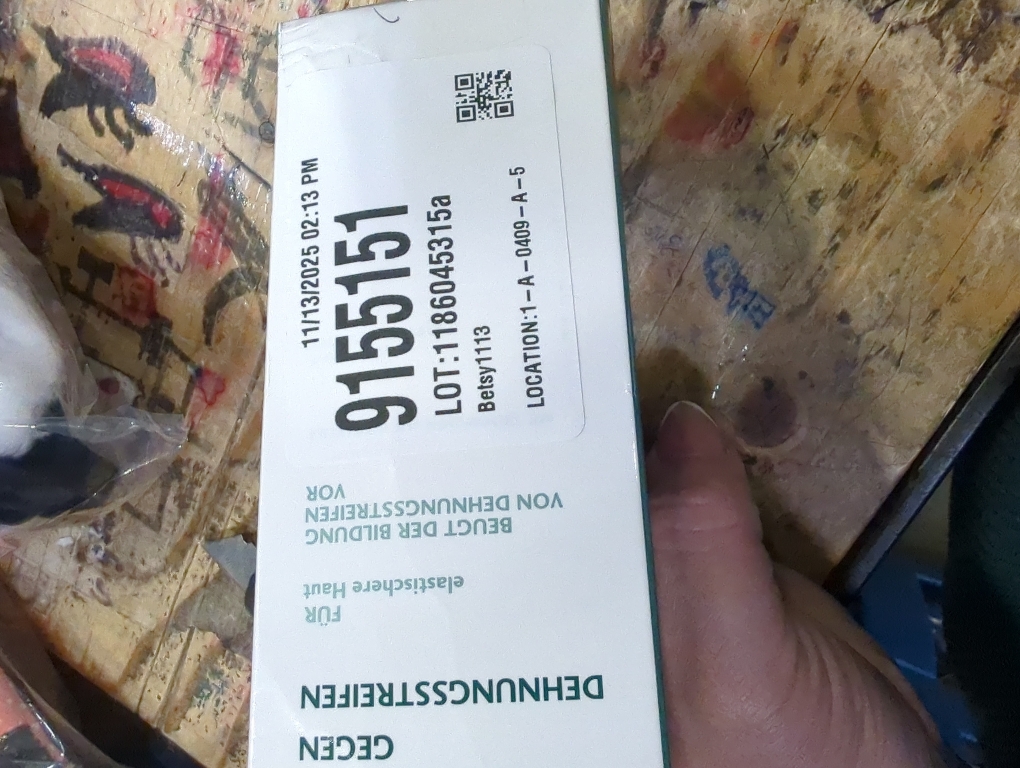 11/13/2025 02:13 PM
9155151
LOT:1186045315a
Betsy1113
LOCATION:1-A-0409-A-5
GEGEN
DEHNUNGSSTREIFEN
FÜR
elastischere Haut
BEUGT DER BILDUNG
VON DEHNUNGSSTREIFEN
VOR